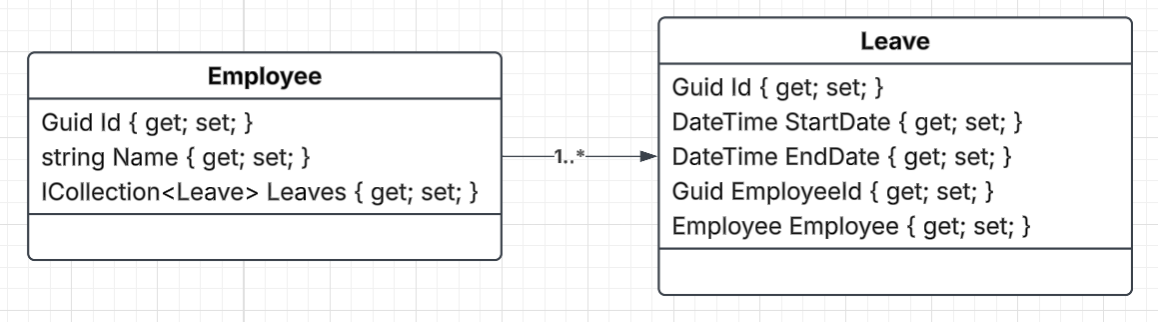 Employee
Guid Id { get; set; }
string Name { get; set; }
ICollection<Leave> Leaves { get; set; }
1..*
Leave
Guid Id { get; set; }
DateTime StartDate { get; set; }
DateTime EndDate { get; set; }
Guid EmployeeId { get; set; }
Employee Employee { get; set; }